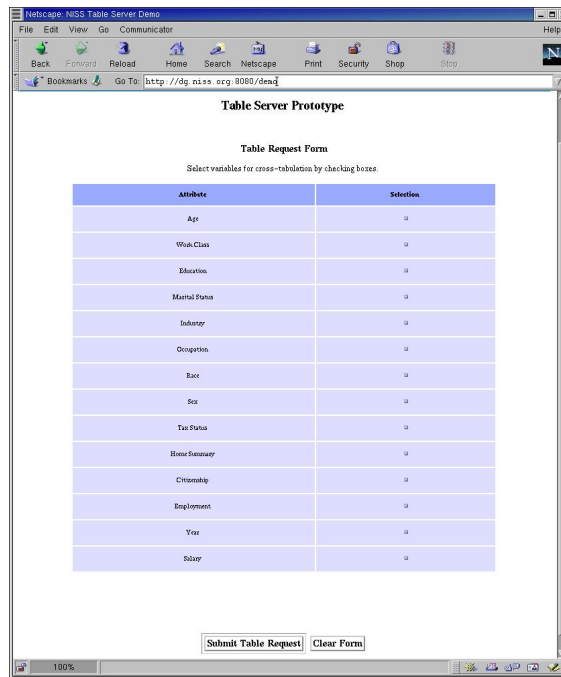 Netscape: NISS Table Server Demo
File Edit View Go Communicator Help
Back Forward Reload Home Search Netscape Print Security Shop Stop
N
Bookmarks Go To: http://dg.niss.org:8080/demo
Table Server Prototype
Table Request Form
Select variables for cross-tabulation by checking boxes.
Attribute Selection
Age
Work Class
Education
Marital Status
Industry
Occupation
Race
Sex
Tax Status
Home Summary
Citizenship
Employment
Year
Salary
Submit Table Request Clear Form
100%